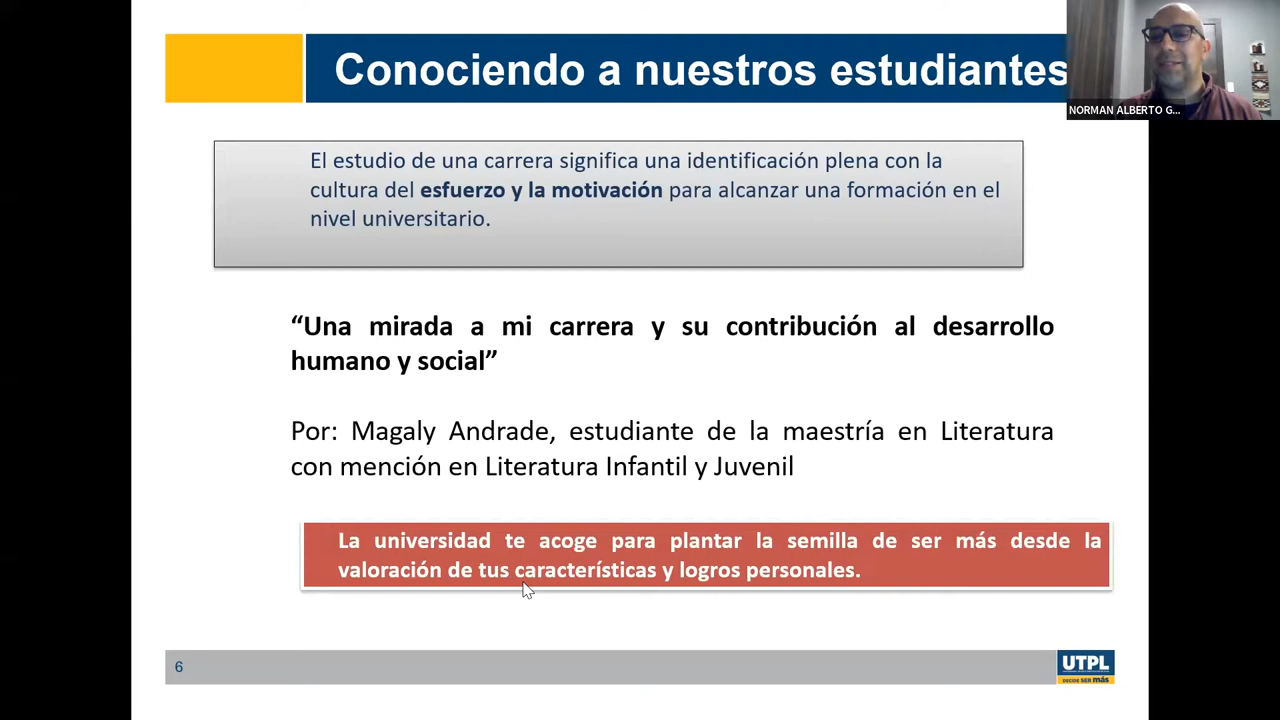 Conociendo a nuestros estudiantes
NORMAN ALBERTO G...
El estudio de una carrera significa una identificación plena con la
cultura del esfuerzo y la motivación para alcanzar una formación en el
nivel universitario.
“Una mirada a mi carrera y su contribución al desarrollo
humano y social”
Por: Magaly Andrade, estudiante de la maestría en Literatura
con mención en Literatura Infantil y Juvenil
La universidad te acoge para plantar la semilla de ser más desde la
valoración de tus características y logros personales.
6
UTPL
DECIDE SER más